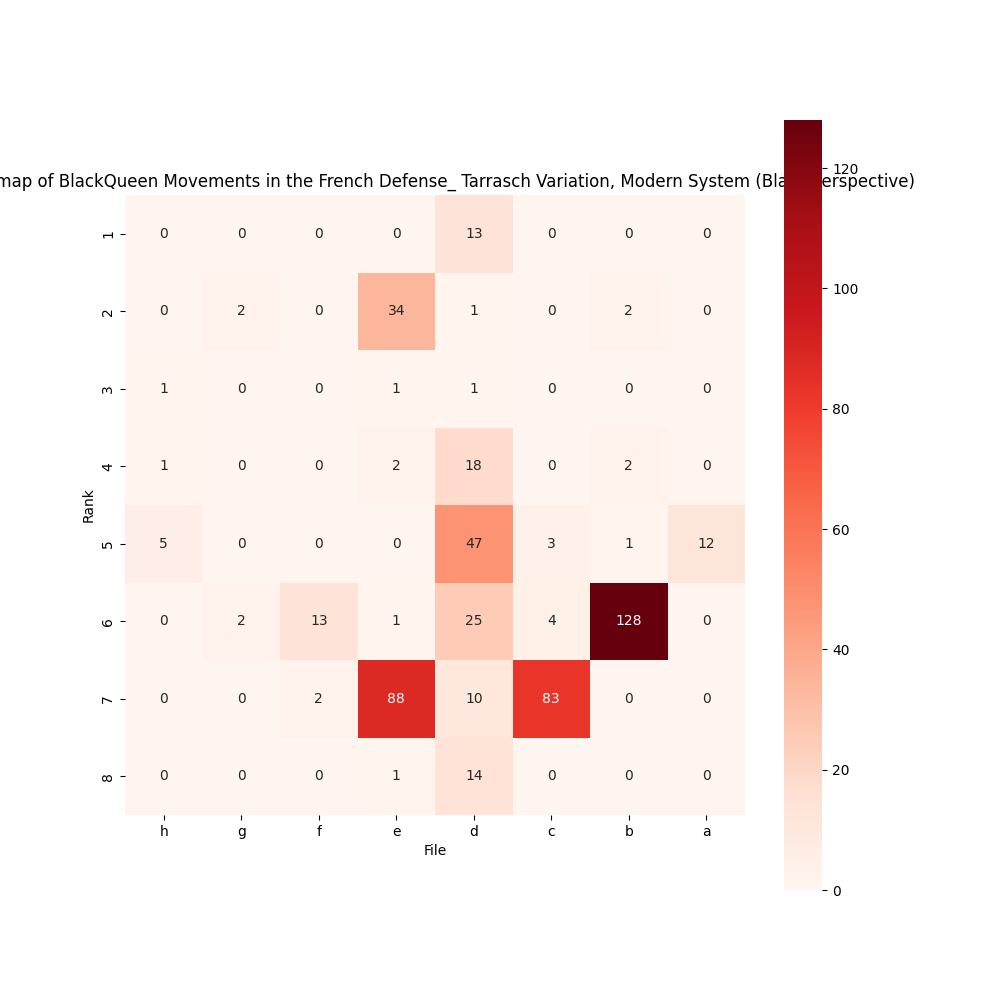 map of BlackQueen Movements in the French Defense_ Tarrasch Variation, Modern System (Bla erspective)
1 0 0 0 0 13 0 0 0
2 0 2 0 34 1 0 2 0
3 1 0 0 1 1 0 0 0
4 1 0 0 2 18 0 2 0
5 5 0 0 0 47 3 1 12
6 0 2 13 1 25 4 128 0
7 0 0 2 88 10 83 0 0
8 0 0 0 1 14 0 0 0
h g f e d c b a
File
Rank
120
100
80
60
40
20
0